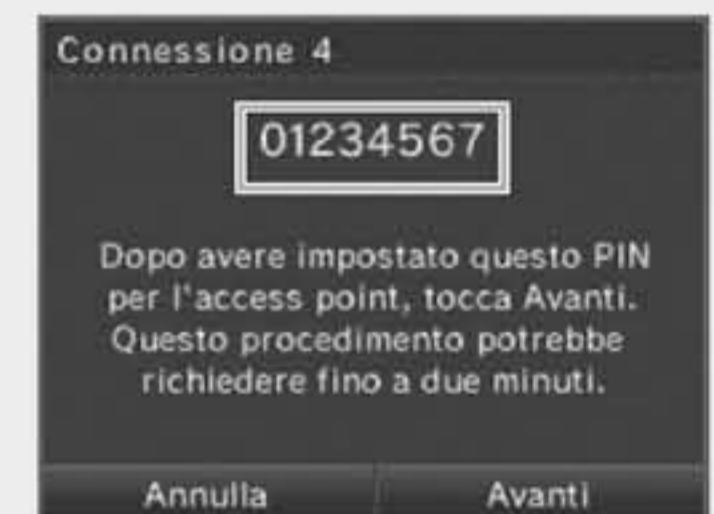 Connessione 4
01234567
Dopo avere impostato questo PIN
per l'access point, tocca Avanti.
Questo procedimento potrebbe
richiedere fino a due minuti.
Annulla Avanti